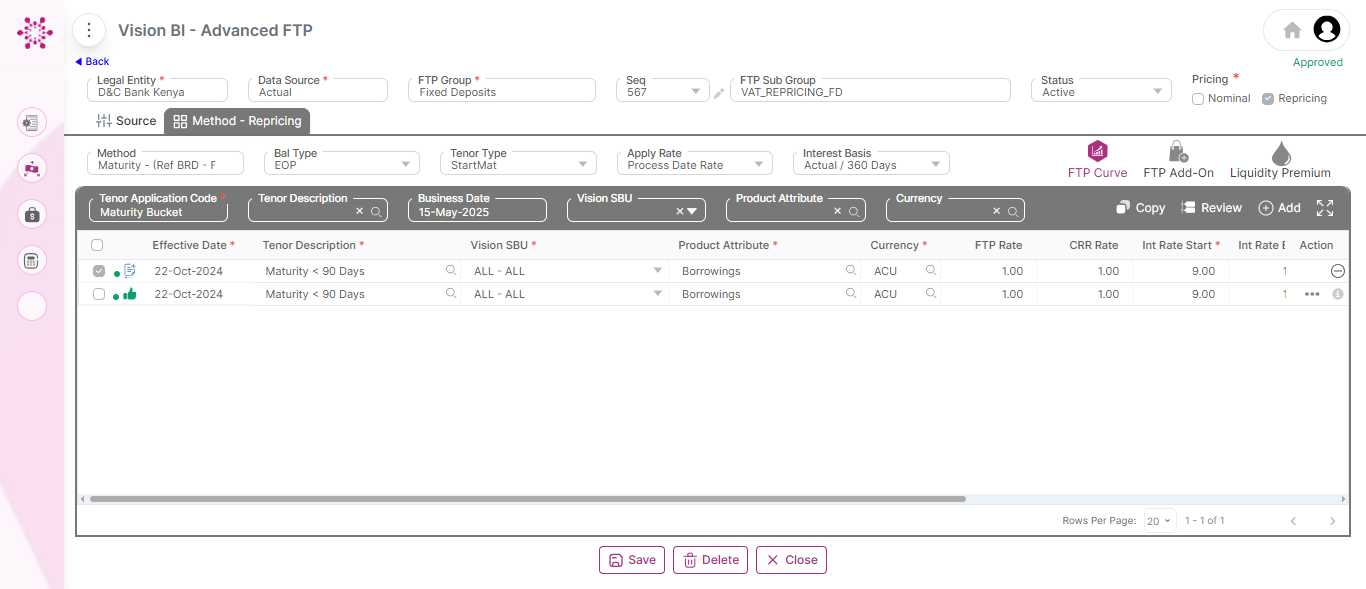 Vision BI - Advanced FTP
Back
Approved
Legal Entity *
D&C Bank Kenya
Data Source *
Actual
FTP Group *
Fixed Deposits
Seq
567
FTP Sub Group
VAT_REPRICING_FD
Status
Active
Pricing *
Nominal
Repricing
Source
Method - Repricing
Method
Maturity - (Ref BRD - F
Bal Type
EOP
Tenor Type
StartMat
Apply Rate
Process Date Rate
Interest Basis
Actual / 360 Days
FTP Curve
FTP Add-On
Liquidity Premium
Tenor Application Code *
Maturity Bucket
Tenor Description
Business Date
15-May-2025
Vision SBU
Product Attribute
Currency
Copy
Review
Add
Effective Date * Tenor Description * Vision SBU * Product Attribute * Currency * FTP Rate CRR Rate Int Rate Start * Int Rate E Action
22-Oct-2024 Maturity < 90 Days ALL - ALL Borrowings ACU 1.00 1.00 9.00 1
22-Oct-2024 Maturity < 90 Days ALL - ALL Borrowings ACU 1.00 1.00 9.00 1
Rows Per Page: 20 1 - 1 of 1
Save
Delete
Close